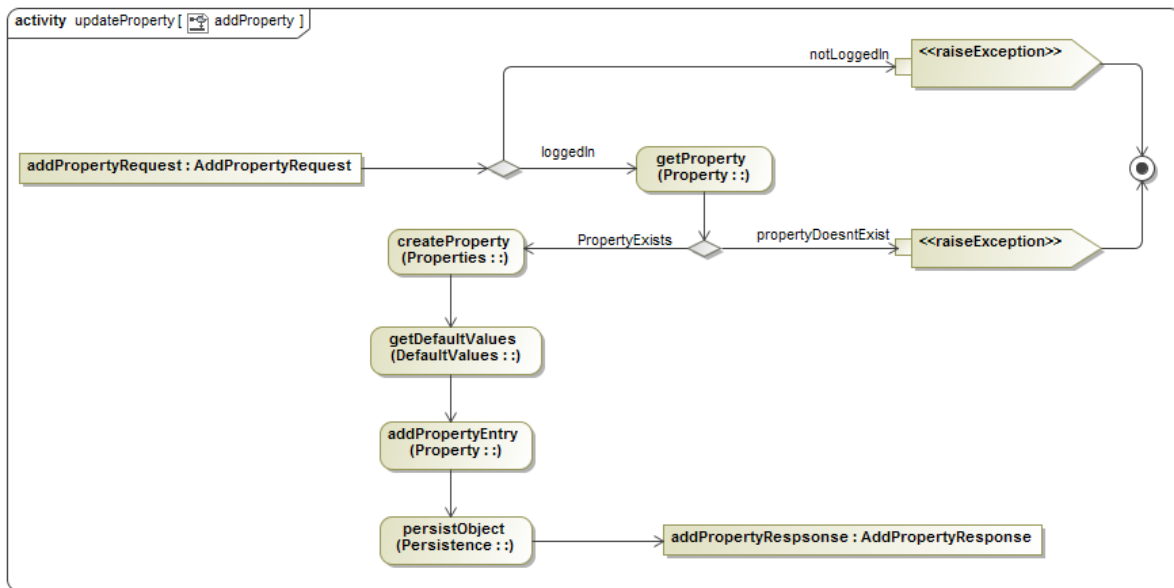 activity updateProperty [ addProperty ]
notLoggedIn
<<raiseException>>
addPropertyRequest : AddPropertyRequest
loggedIn
getProperty
(Property : :)
createProperty
(Properties : :)
PropertyExists
propertyDoesntExist
<<raiseException>>
getDefaultValues
(DefaultValues : :)
addPropertyEntry
(Property : :)
persistObject
(Persistence : :)
addPropertyRespsonse : AddPropertyResponse